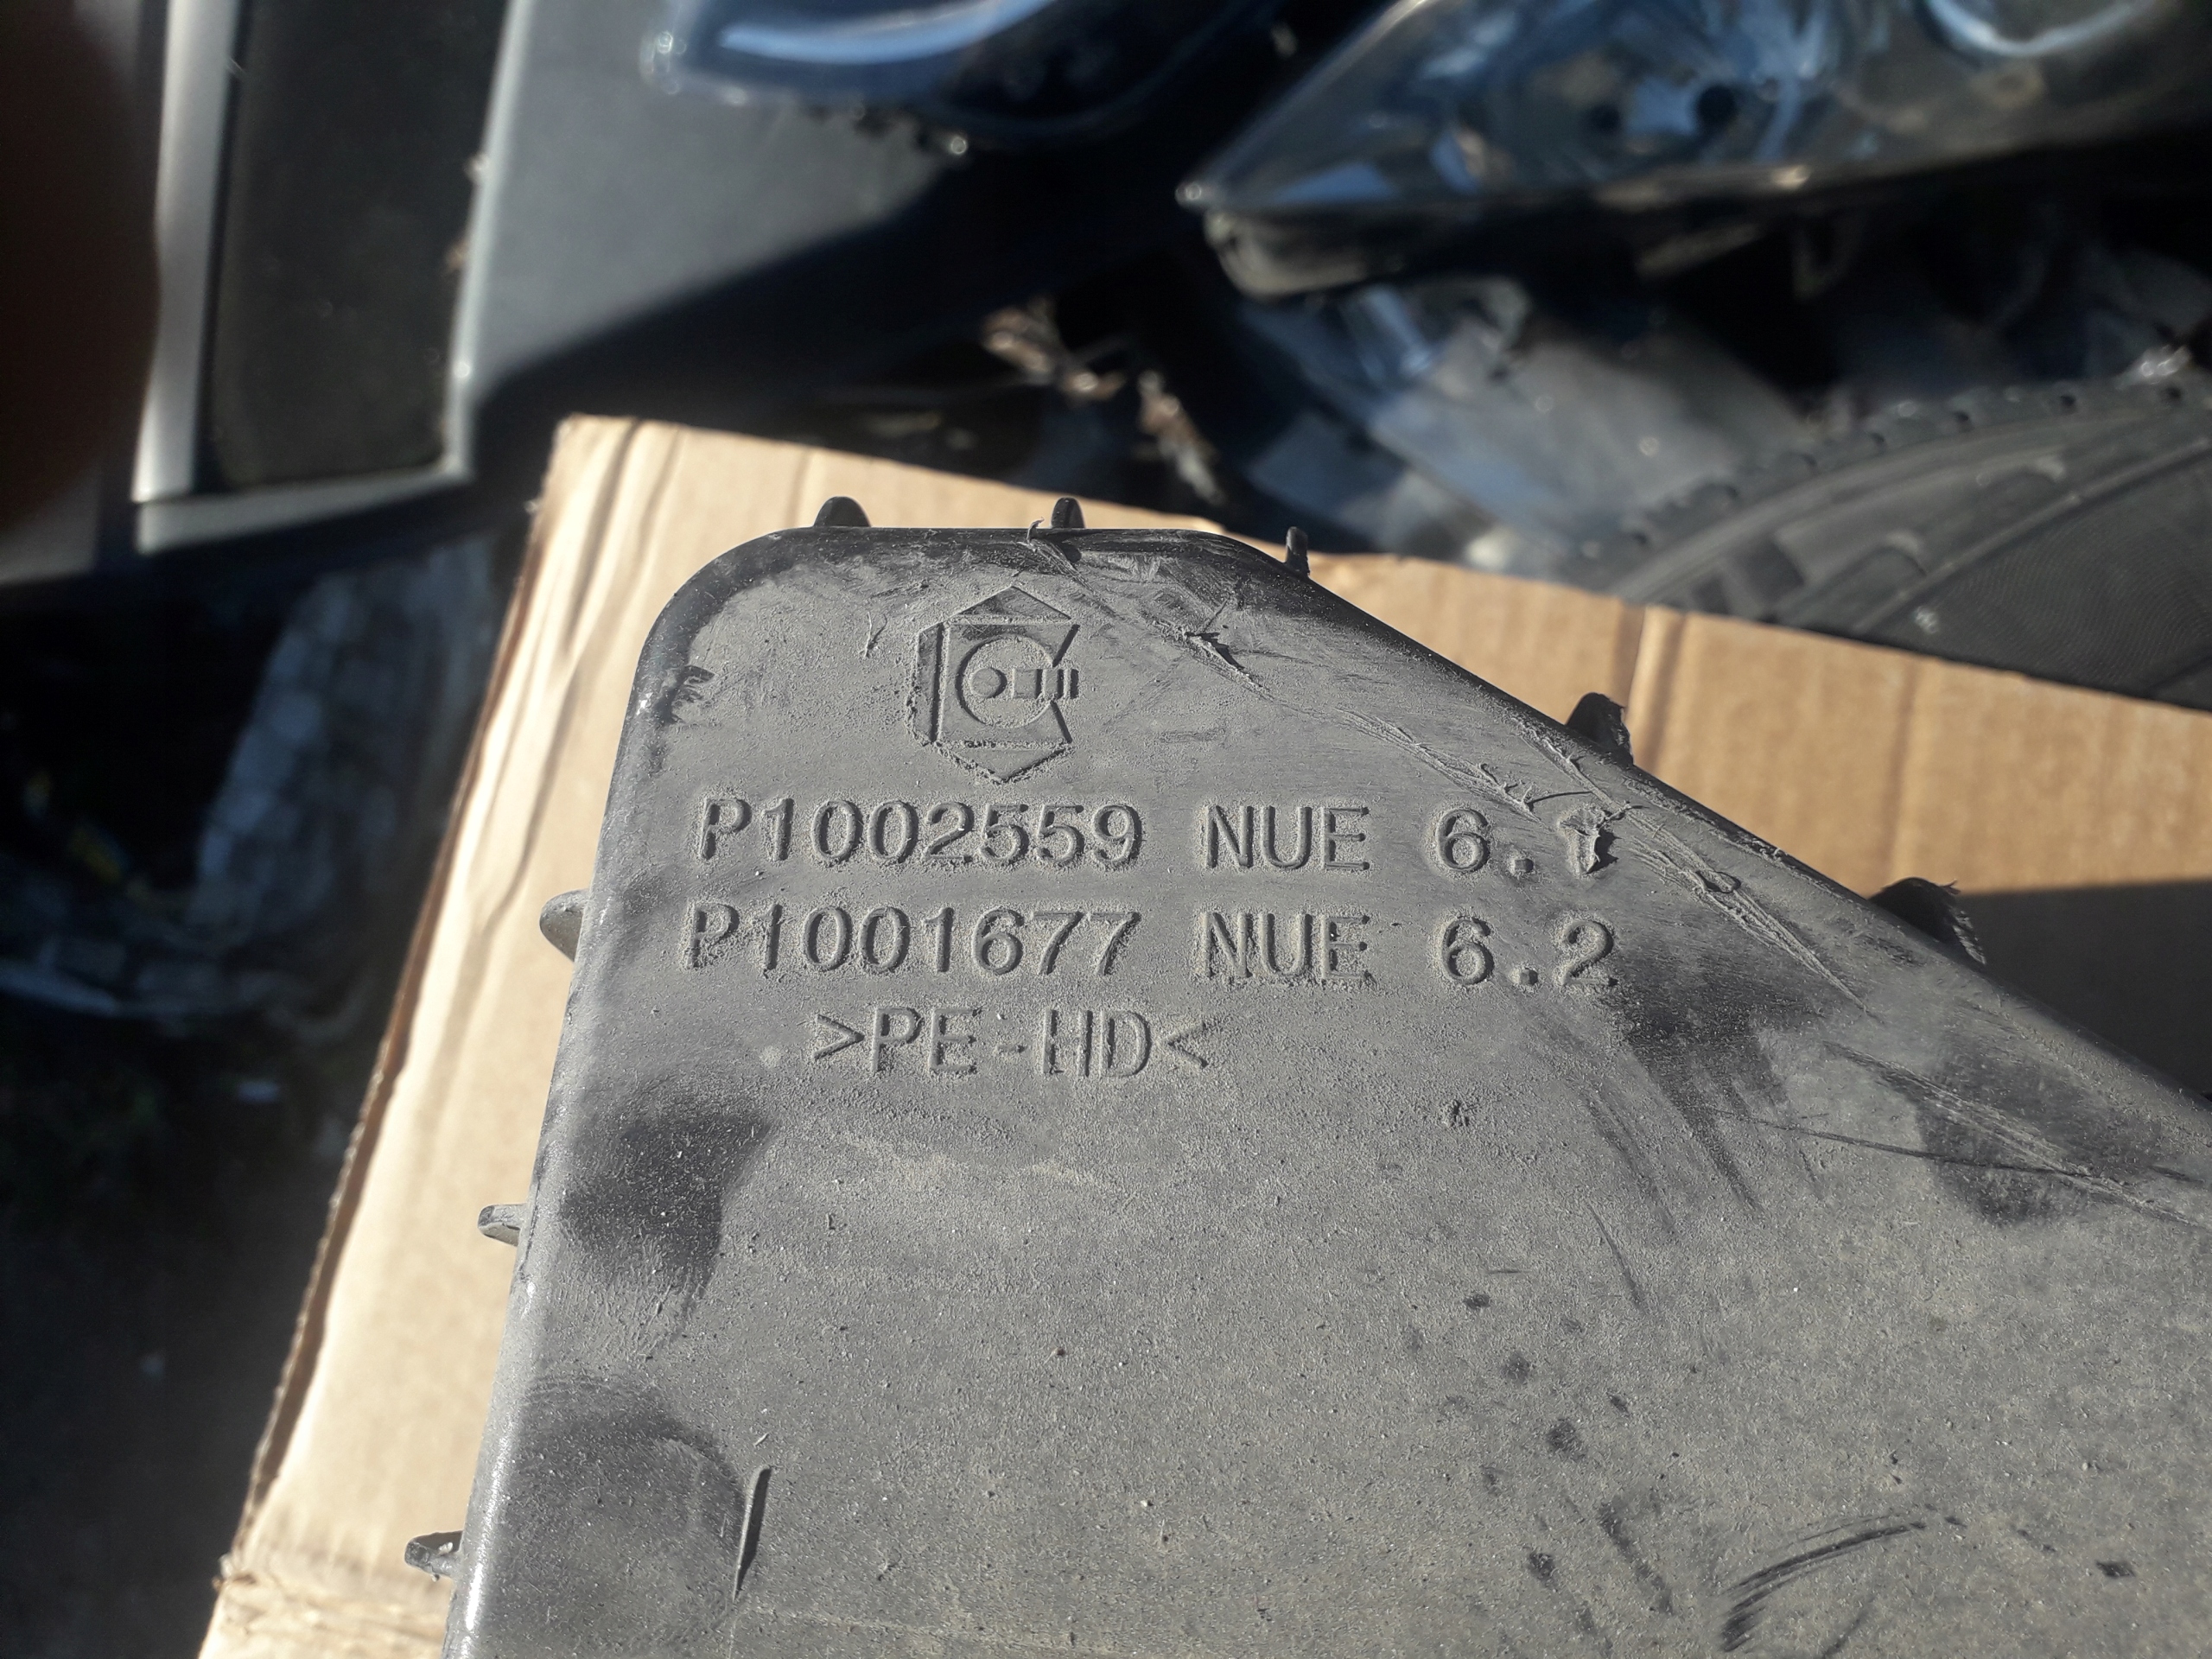 P1002559 NUE 6.1
P1001677 NUE 6.2
>PE-HD<